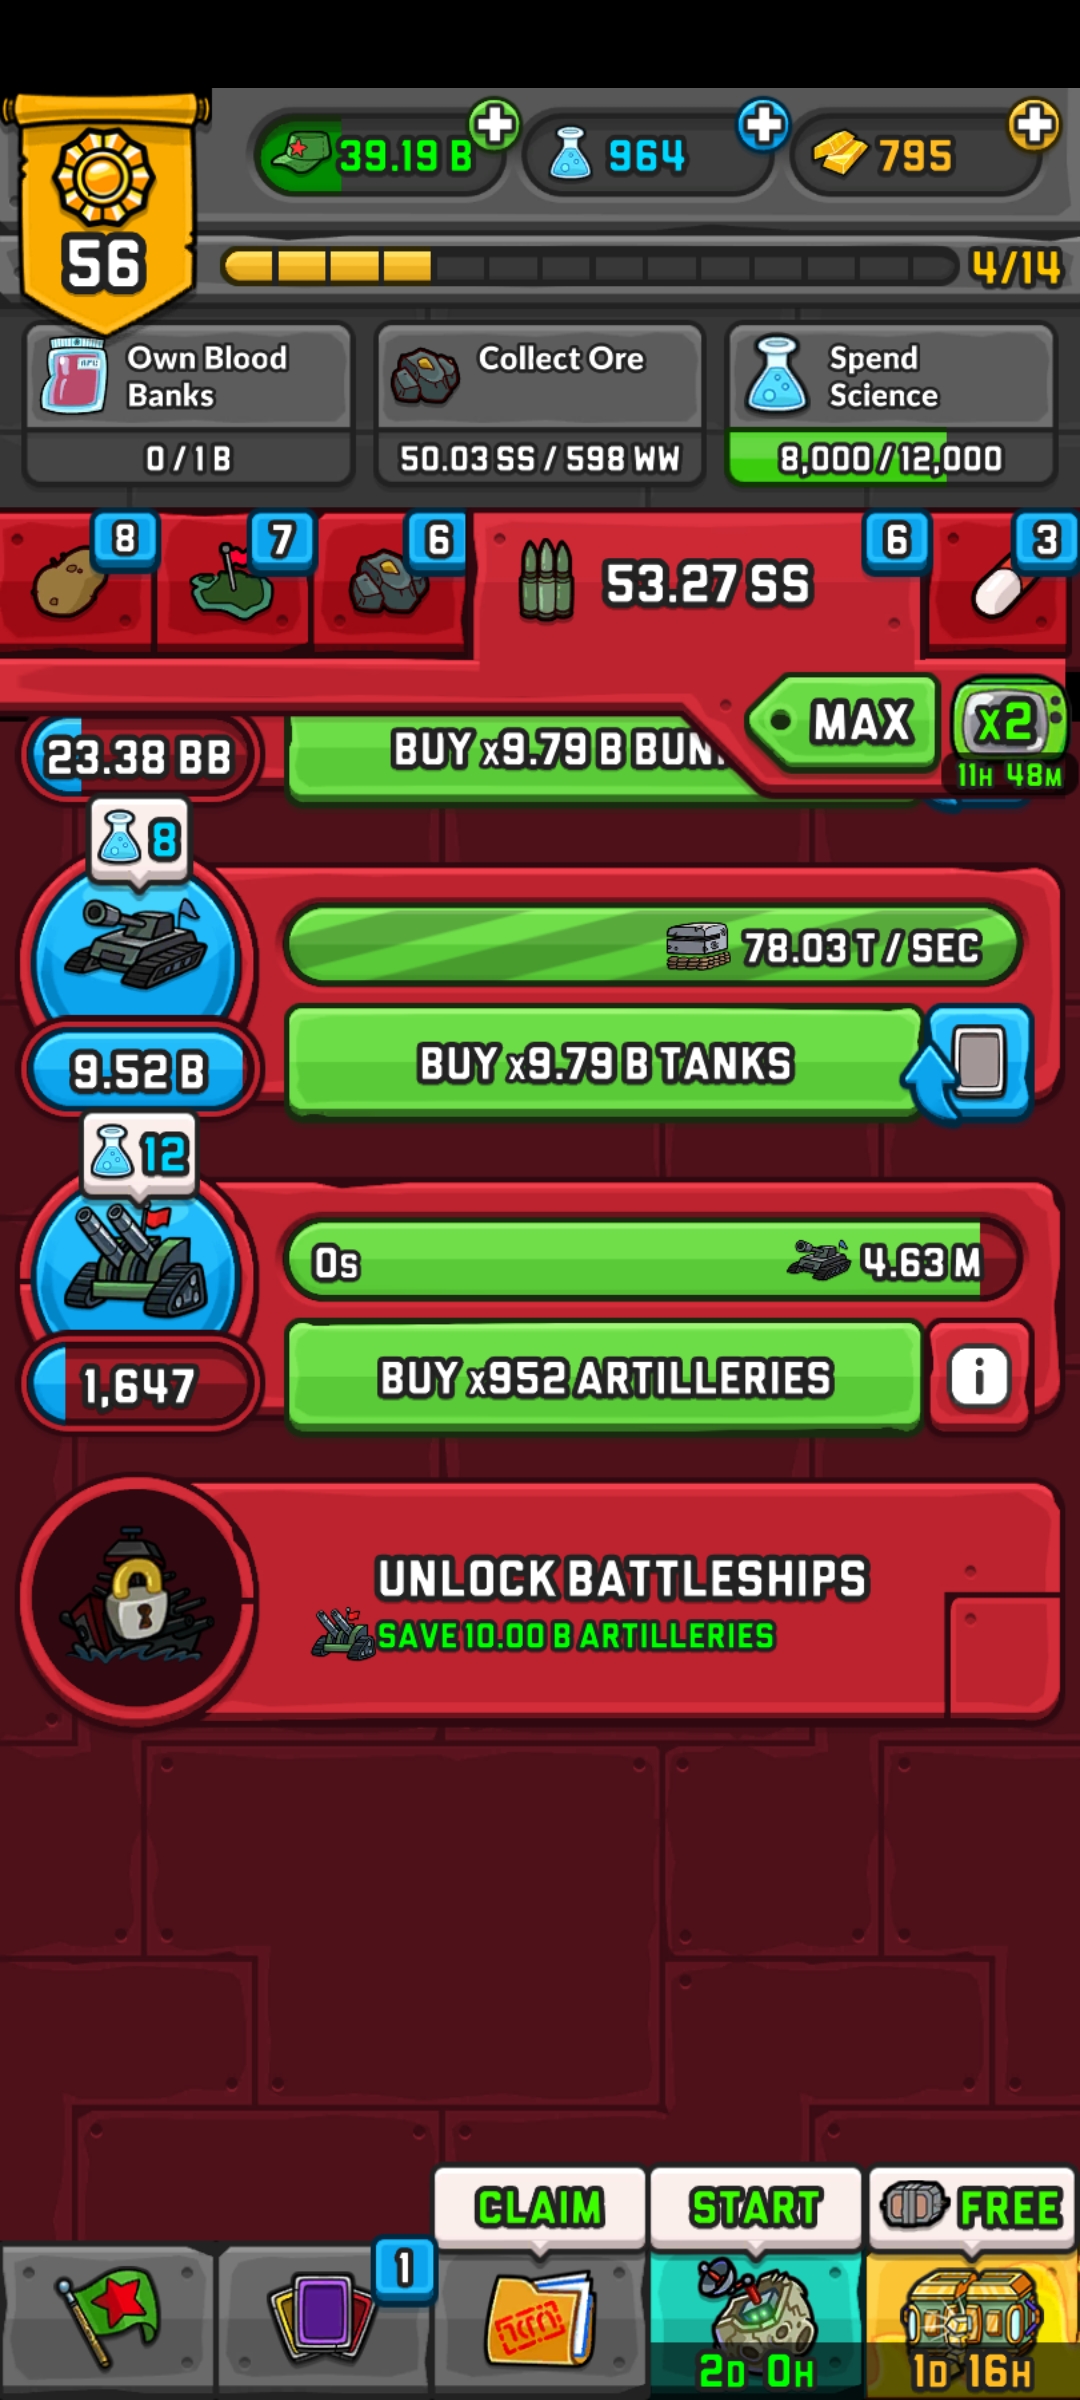 39.19 B
964
795
56
4/14
Own Blood
Banks
0 / 1 B
Collect Ore
50.03 SS / 598 WW
Spend
Science
8,000 / 12,000
8
7
6
53.27 SS
6
3
MAX
x2
11H 48M
23.38 BB
BUY x9.79 B BUN
8
78.03 T / SEC
9.52 B
BUY x9.79 B TANKS
12
0s
4.63 M
1,647
BUY x952 ARTILLERIES
i
UNLOCK BATTLESHIPS
SAVE 10.00 B ARTILLERIES
CLAIM
START
FREE
1
2D 0H
1D 16H